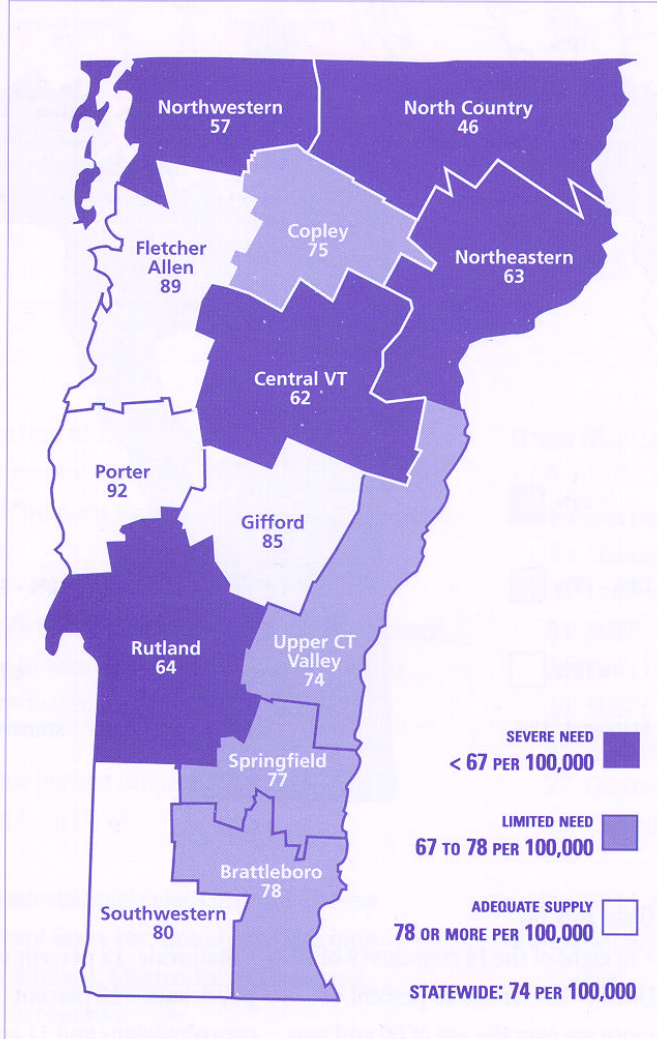 Northwestern
57
North Country
46
Fletcher
Allen
89
Copley
75
Northeastern
63
Central VT
62
Porter
92
Gifford
85
Rutland
64
Upper CT
Valley
74
Springfield
77
Brattleboro
78
Southwestern
80
SEVERE NEED
< 67 PER 100,000
LIMITED NEED
67 TO 78 PER 100,000
ADEQUATE SUPPLY
78 OR MORE PER 100,000
STATEWIDE: 74 PER 100,000